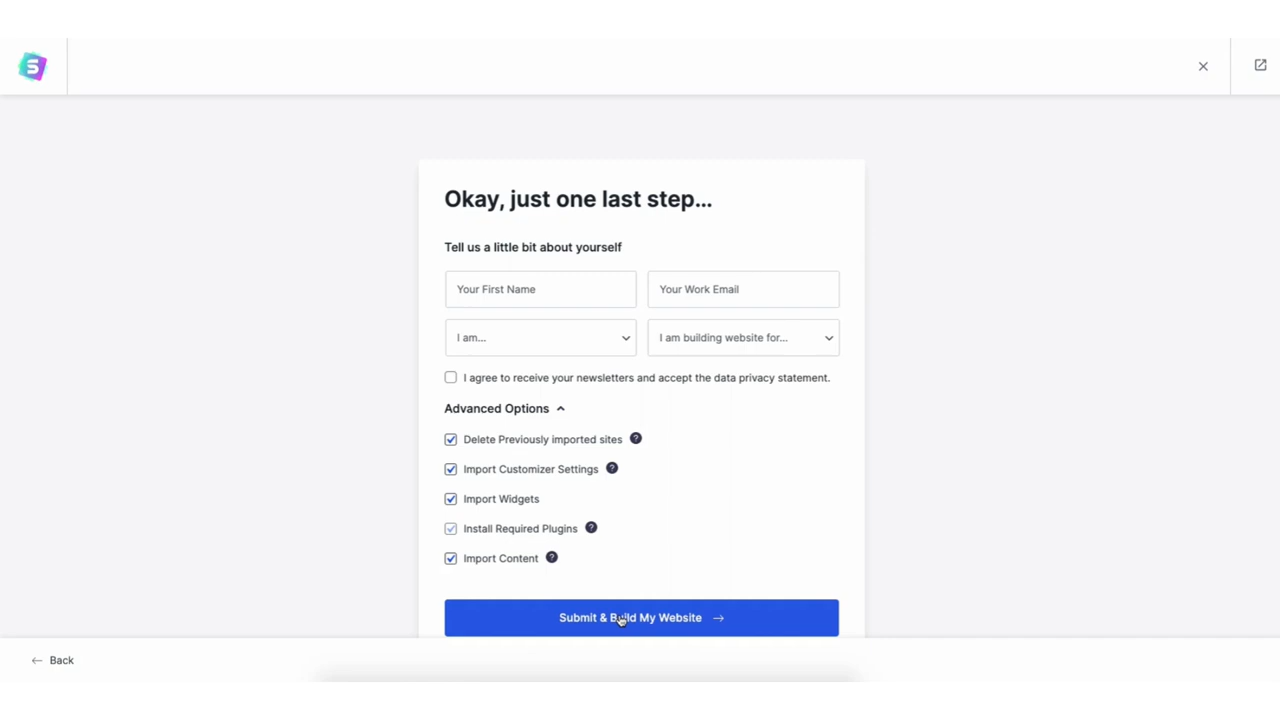 S
Okay, just one last step...
Tell us a little bit about yourself
Your First Name
Your Work Email
I am...
I am building website for...
I agree to receive your newsletters and accept the data privacy statement.
Advanced Options
Delete Previously imported sites ?
Import Customizer Settings ?
Import Widgets
Install Required Plugins ?
Import Content ?
Submit & Build My Website →
← Back